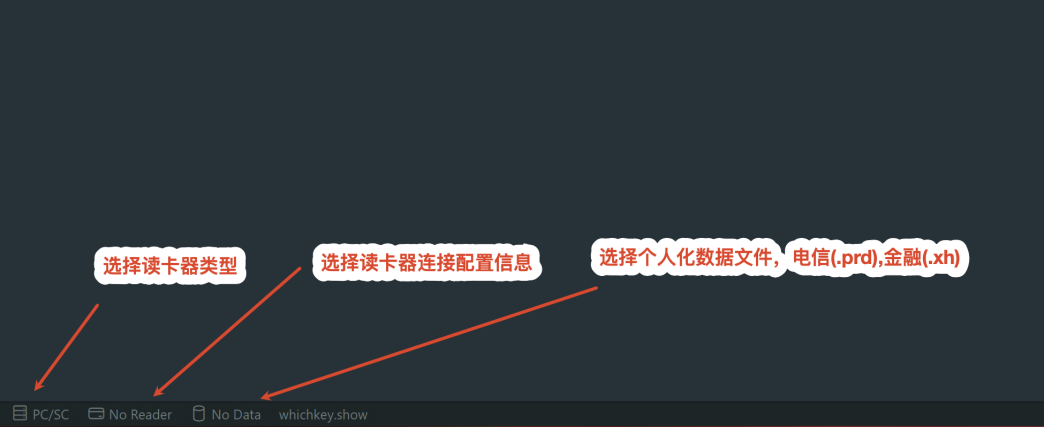 选择读卡器类型
选择读卡器连接配置信息
选择个人化数据文件，电信(.prd),金融(.xh)
PC/SC No Reader No Data whichkey.show